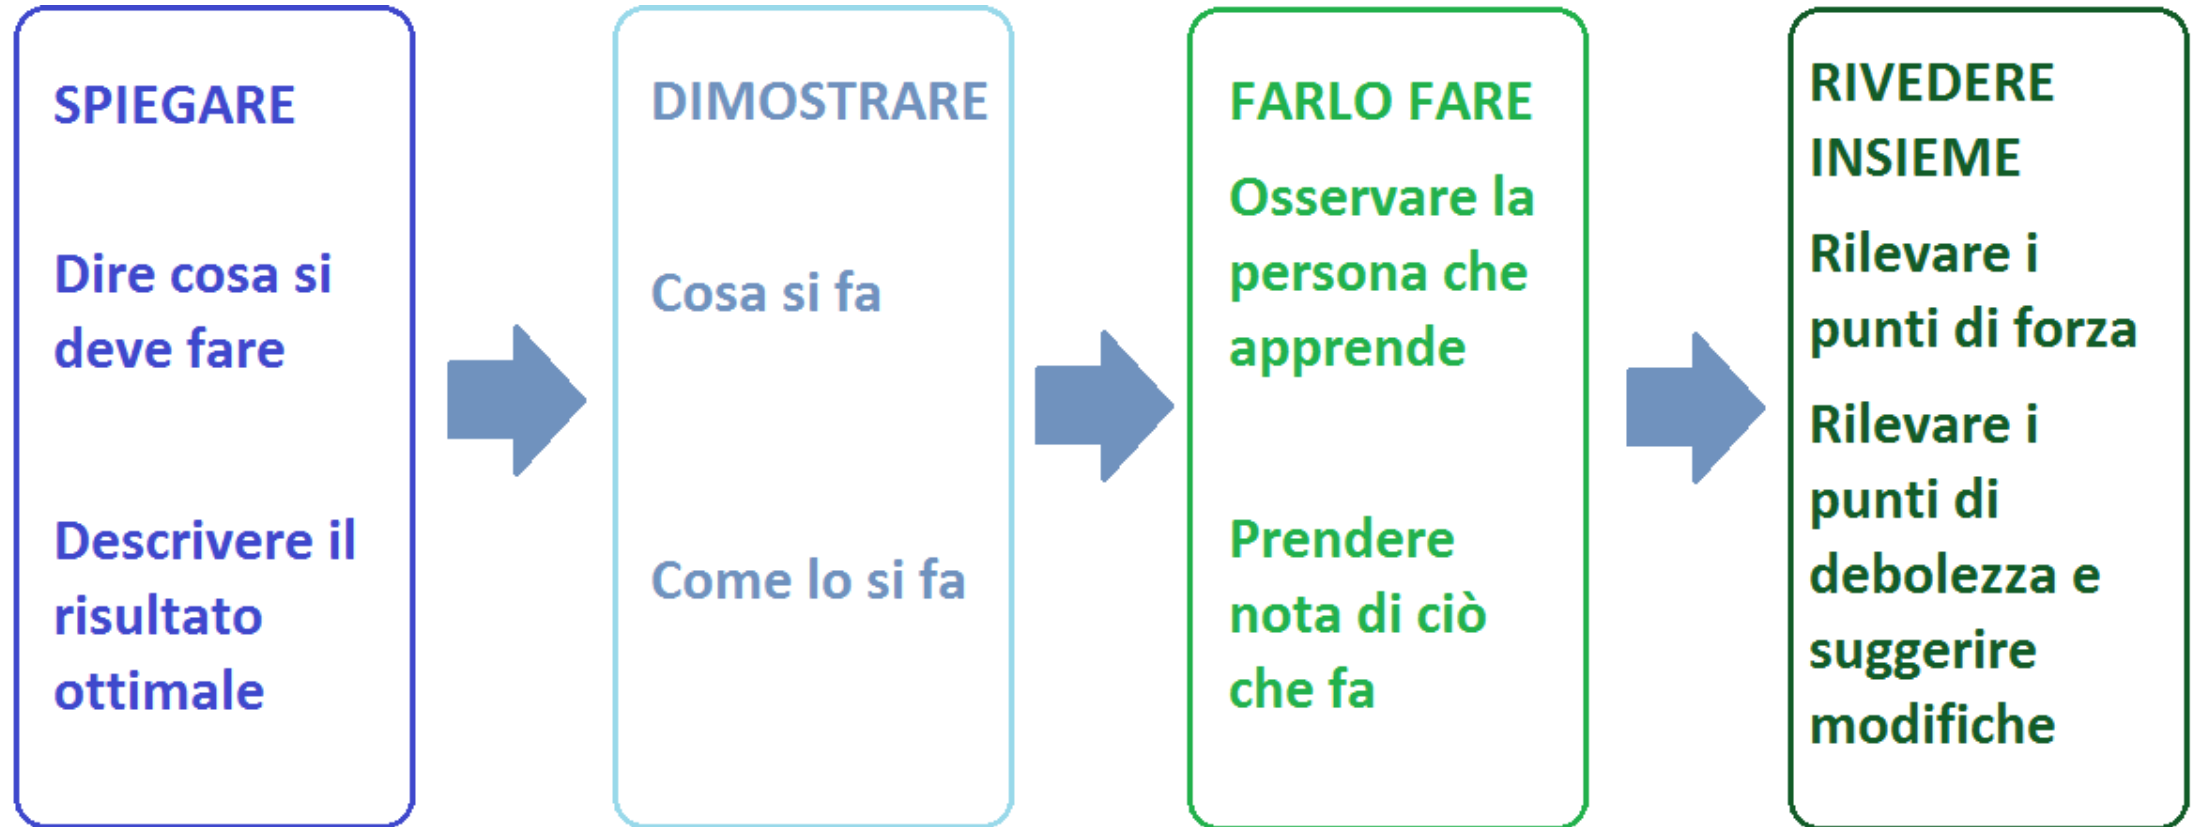 SPIEGARE
Dire cosa si
deve fare
Descrivere il
risultato
ottimale
DIMOSTRARE
Cosa si fa
Come lo si fa
FARLO FARE
Osservare la
persona che
apprende
Prendere
nota di ciò
che fa
RIVEDERE
INSIEME
Rilevare i
punti di forza
Rilevare i
punti di
debolezza e
suggerire
modifiche